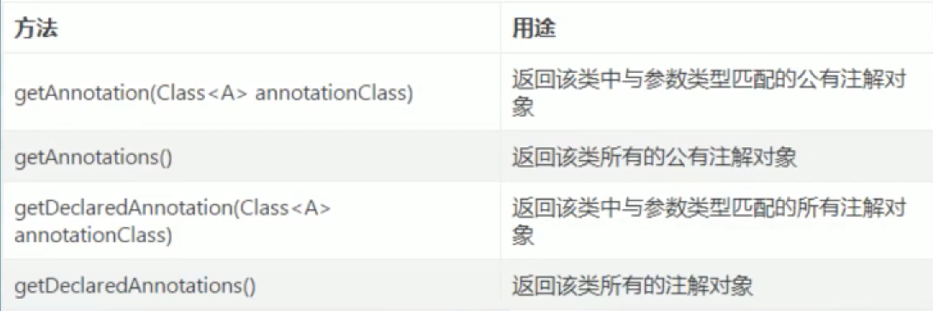 方法 用途
getAnnotation(Class<A> annotationClass) 返回该类中与参数类型匹配的公有注解对
象
getAnnotations() 返回该类所有的公有注解对象
getDeclaredAnnotation(Class<A>
annotationClass)
返回该类中与参数类型匹配的所有注解对
象
getDeclaredAnnotations() 返回该类所有的注解对象